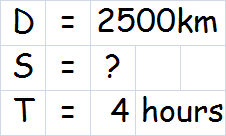 D = 2500km
S = ?
T = 4 hours